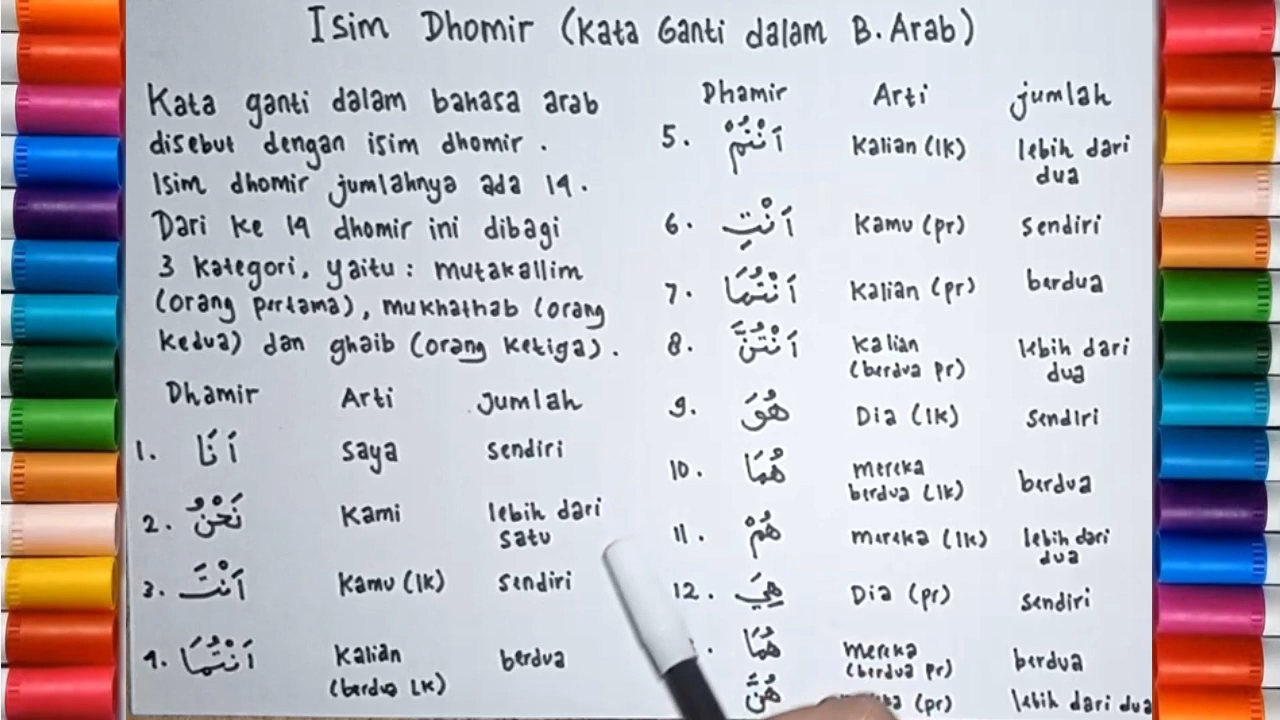 Isim Dhomir (Kata Ganti dalam B. Arab)
Kata ganti dalam bahasa arab
disebut dengan isim dhomir.
Isim dhomir jumlahnya ada 14.
Dari ke 14 dhomir ini dibagi
3 kategori, yaitu: mutakallim
(orang pertama), mukhathab (orang
kedua) dan ghaib (orang ketiga).
Dhamir Arti Jumlah
1. اَنَا saya sendiri
2. نَحْنُ Kami lebih dari
satu
3. اَنْتَ Kamu (lk) sendiri
4. اَنْتُمَا Kalian berdua
(berdua lk)
Dhamir Arti jumlah
5. اَنْتُمْ Kalian (lk) lebih dari
dua
6. اَنْتِ Kamu (pr) sendiri
7. اَنْتُمَا Kalian (pr) berdua
8. اَنْتُنَّ Kalian lebih dari
(berdua pr) dua
9. هُوَ Dia (lk) sendiri
10. هُمَا mereka berdua
berdua (lk)
11. هُمْ mereka (lk) lebih dari
dua
12. هِيَ Dia (pr) sendiri
. هُمَا mereka berdua
(berdua pr)
هُنَّ (pr) lebih dari dua